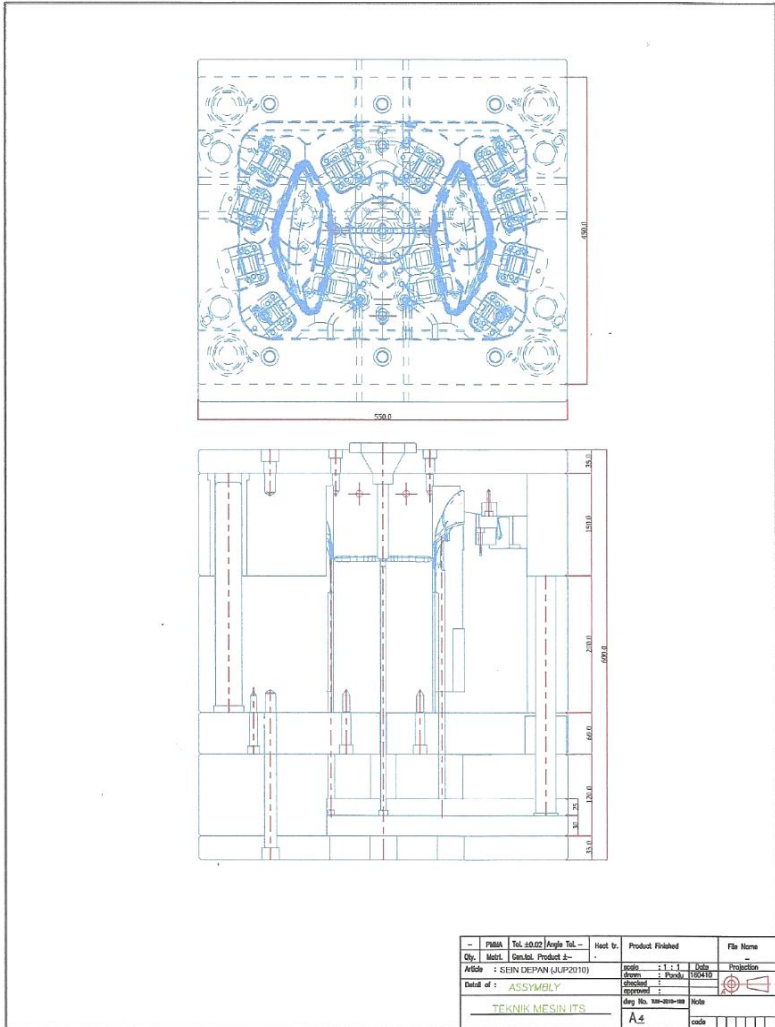 450.0
550.0
35.0
150.0
200.0
600.0
60.0
120.0
25
30
35.0
- PMMA Tol. ±0.02 Angle Tol. - Heat tr. Product Finished File Name
Qty. Matrl. Gen.tol. Product ±- - -
Article : SEIN DEPAN (JUP2010) scale : 1 : 1 Date Projection
drawn : Pandu 160410
Detail of : ASSYMBLY checked :
approved :
TEKNIK MESIN ITS drg No. Note
A4 code